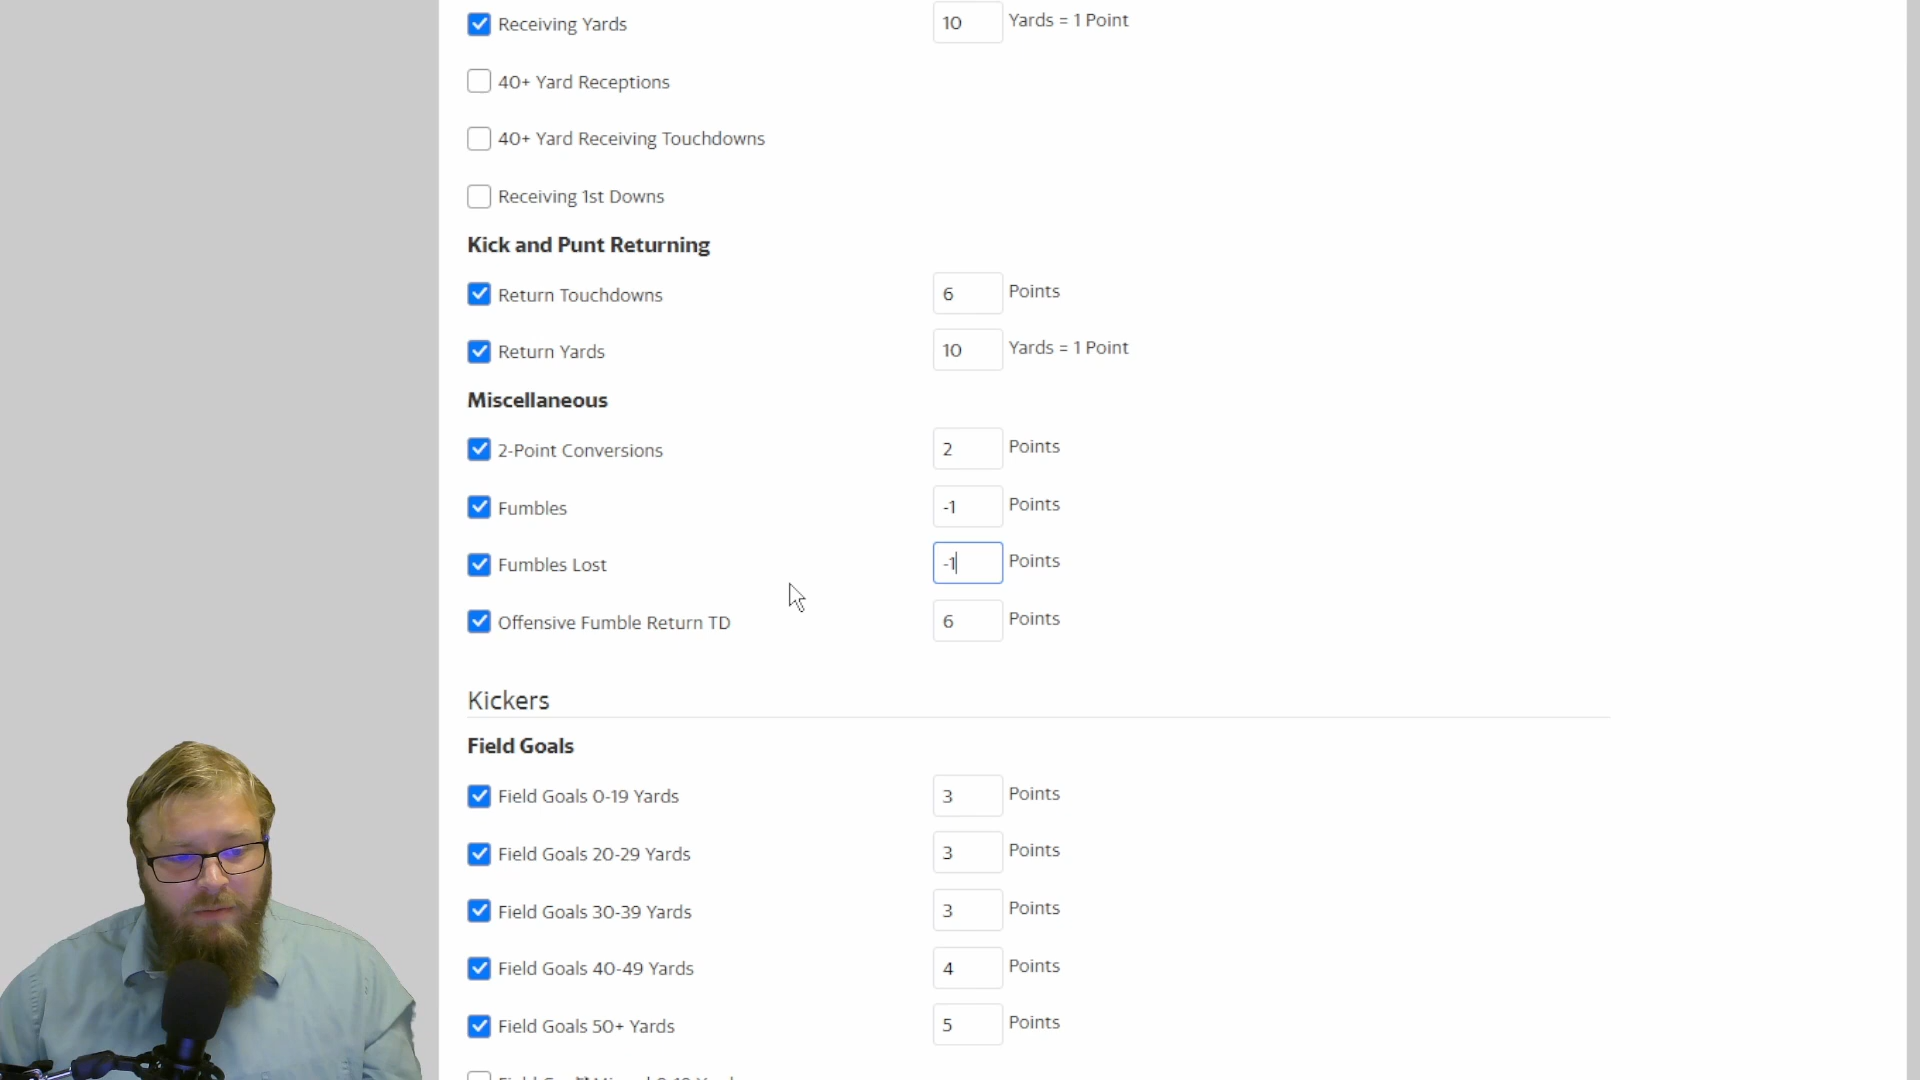 Receiving Yards 10 Yards = 1 Point
40+ Yard Receptions
40+ Yard Receiving Touchdowns
Receiving 1st Downs
Kick and Punt Returning
Return Touchdowns 6 Points
Return Yards 10 Yards = 1 Point
Miscellaneous
2-Point Conversions 2 Points
Fumbles -1 Points
Fumbles Lost -1 Points
Offensive Fumble Return TD 6 Points
Kickers
Field Goals
Field Goals 0-19 Yards 3 Points
Field Goals 20-29 Yards 3 Points
Field Goals 30-39 Yards 3 Points
Field Goals 40-49 Yards 4 Points
Field Goals 50+ Yards 5 Points